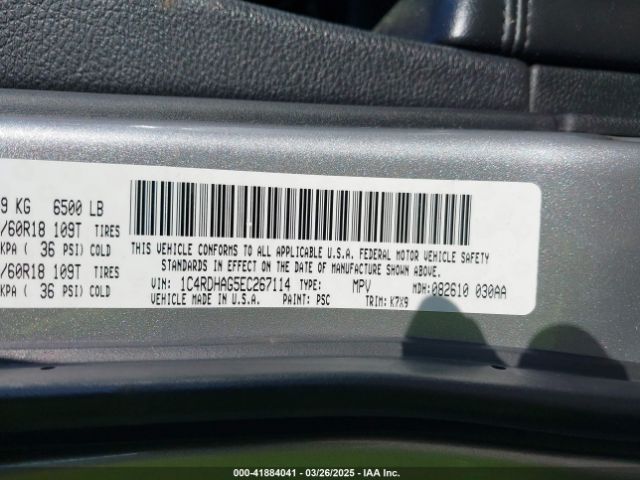 9 KG 6500 LB
/60R18 109T TIRES
KPA ( 36 PSI) COLD
/60R18 109T TIRES
KPA ( 36 PSI) COLD
THIS VEHICLE CONFORMS TO ALL APPLICABLE U.S.A. FEDERAL MOTOR VEHICLE SAFETY
STANDARDS IN EFFECT ON THE DATE OF MANUFACTURE SHOWN ABOVE.
VIN: 1C4RDHAG5EC267114 TYPE: MPV MDH: 082610 030AA
VEHICLE MADE IN U.S.A. PAINT: PSC TRIM: K7X9
000-41884041 | 03/26/2025 | IAA Inc.